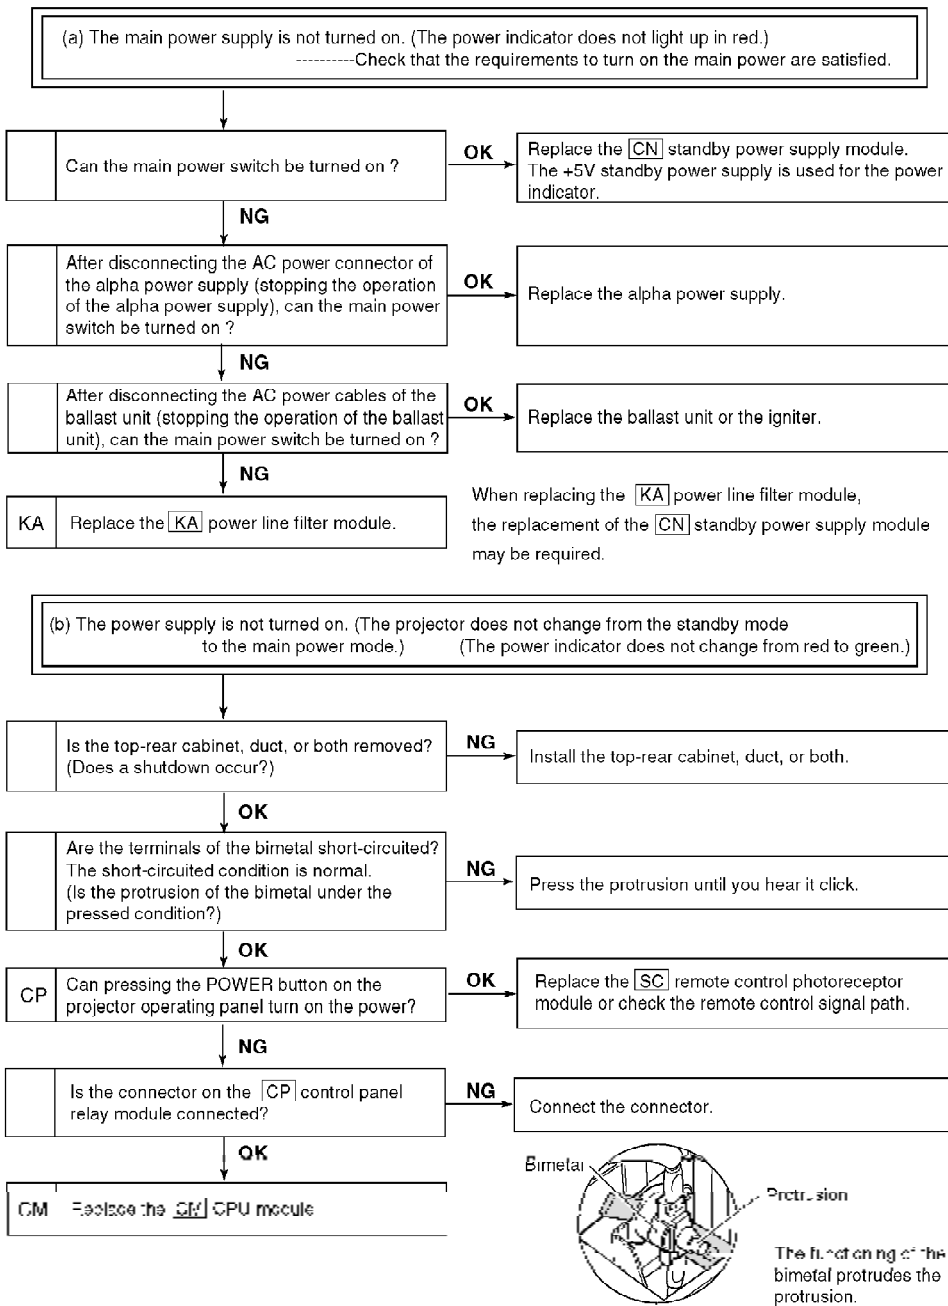 (a) The main power supply is not turned on. (The power indicator does not light up in red.)
----------Check that the requirements to turn on the main power are satisfied.
Can the main power switch be turned on ?
OK
Replace the CN standby power supply module.
The +5V standby power supply is used for the power
indicator.
NG
After disconnecting the AC power connector of
the alpha power supply (stopping the operation
of the alpha power supply), can the main power
switch be turned on ?
OK
Replace the alpha power supply.
NG
After disconnecting the AC power cables of the
ballast unit (stopping the operation of the ballast
unit), can the main power switch be turned on ?
OK
Replace the ballast unit or the igniter.
NG
KA
Replace the KA power line filter module.
When replacing the KA power line filter module,
the replacement of the CN standby power supply module
may be required.
(b) The power supply is not turned on. (The projector does not change from the standby mode
to the main power mode.) (The power indicator does not change from red to green.)
Is the top-rear cabinet, duct, or both removed?
(Does a shutdown occur?)
NG
Install the top-rear cabinet, duct, or both.
OK
Are the terminals of the bimetal short-circuited?
The short-circuited condition is normal.
(Is the protrusion of the bimetal under the
pressed condition?)
NG
Press the protrusion until you hear it click.
OK
CP
Can pressing the POWER button on the
projector operating panel turn on the power?
OK
Replace the SC remote control photoreceptor
module or check the remote control signal path.
NG
Is the connector on the CP control panel
relay module connected?
NG
Connect the connector.
OK
CM
Replace the CM CPU module
Bimetal
Protrusion
The functioning of the
bimetal protrudes the
protrusion.